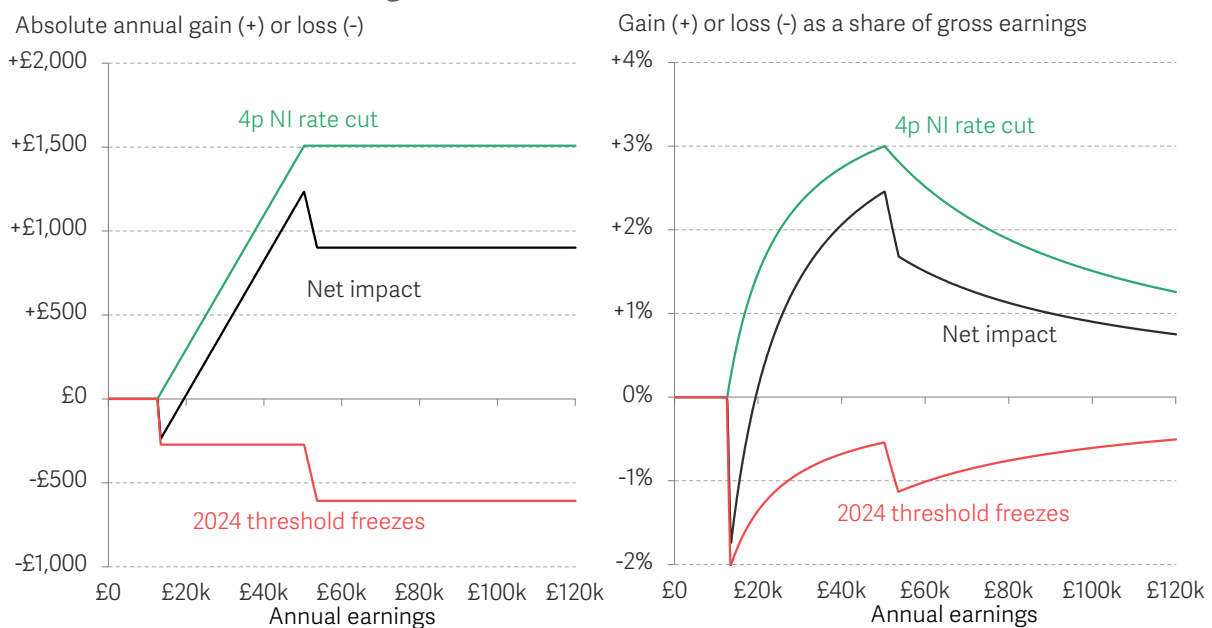 Absolute annual gain (+) or loss (-)
+£2,000
+£1,500
+£1,000
+£500
£0
-£500
-£1,000
4p NI rate cut
Net impact
2024 threshold freezes
£0 £20k £40k £60k £80k £100k £120k
Annual earnings
Gain (+) or loss (-) as a share of gross earnings
+4%
+3%
+2%
+1%
0%
-1%
-2%
4p NI rate cut
Net impact
2024 threshold freezes
£0 £20k £40k £60k £80k £100k £120k
Annual earnings